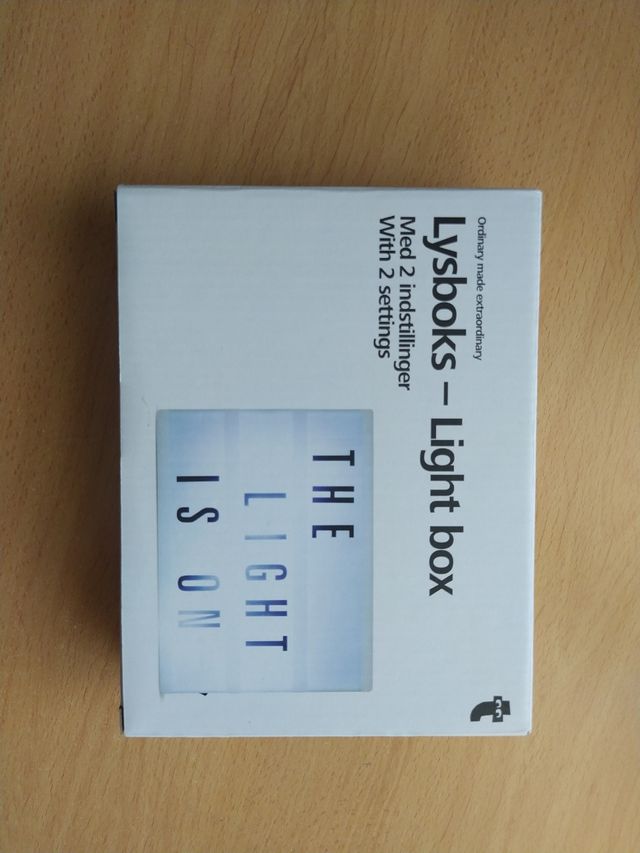 Ordinary made extraordinary
Lysboks – Light box
Med 2 indstillinger
With 2 settings
THE
LIGHT
IS ON